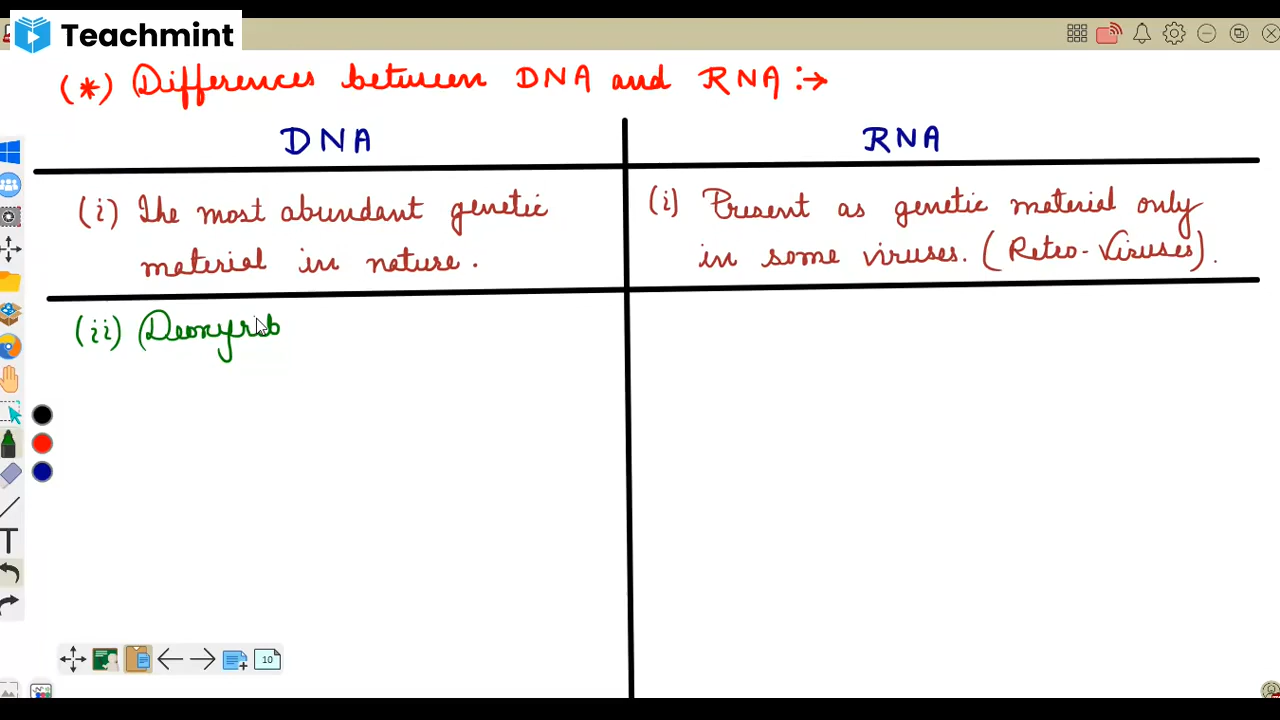 Teachmint
(*) Differences between DNA and RNA :→
DNA
RNA
(i) The most abundant genetic
material in nature.
(i) Present as genetic material only
in some viruses. (Retro-Viruses).
(ii) Deoxyrib
T
10